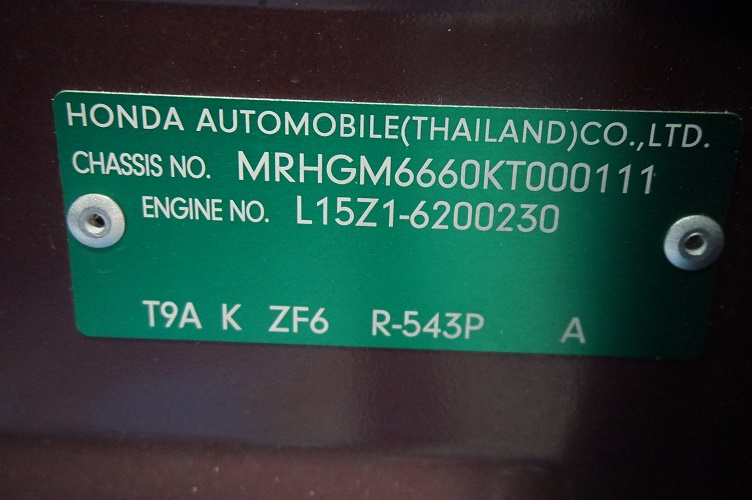 HONDA AUTOMOBILE(THAILAND)CO.,LTD.
CHASSIS NO. MRHGM6660KT000111
ENGINE NO. L15Z1-6200230
T9A K ZF6 R-543P A